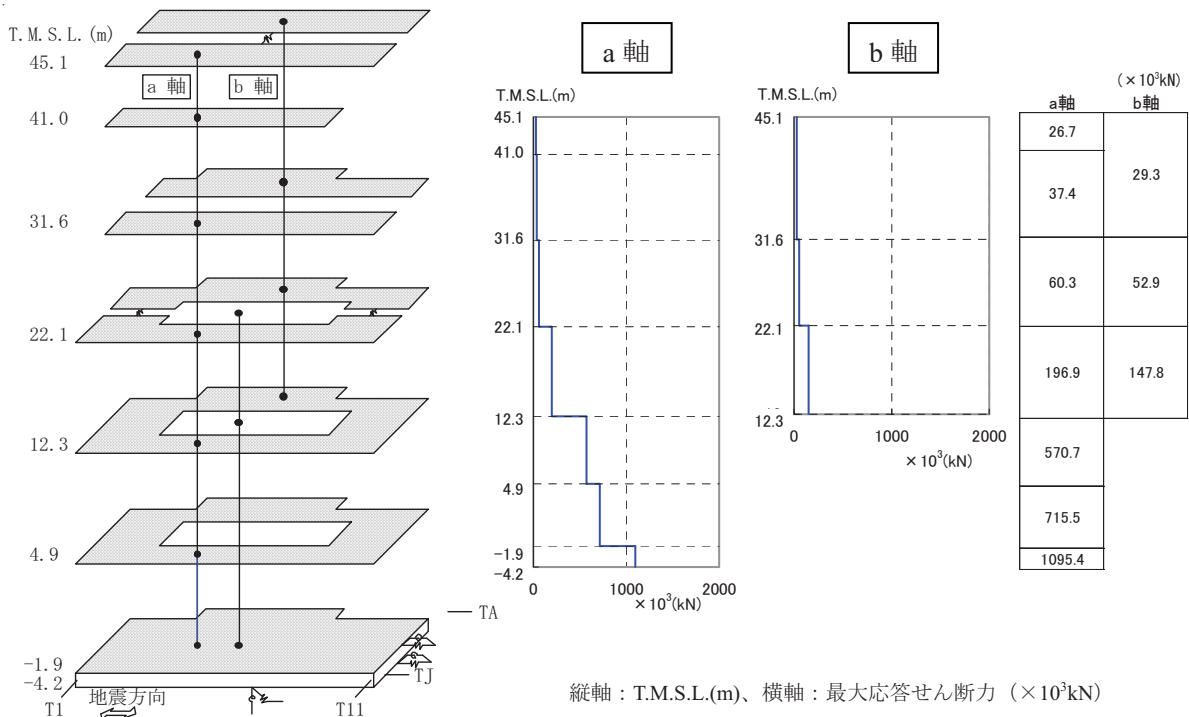 T.M.S.L.(m)
45.1
a 軸
b 軸
41.0
31.6
22.1
12.3
4.9
-1.9
-4.2
TA
TJ
T1
T11
地震方向
a 軸
T.M.S.L.(m)
45.1
41.0
31.6
22.1
12.3
4.9
-1.9
-4.2
0
1000
2000
×10³(kN)
b 軸
T.M.S.L.(m)
45.1
31.6
22.1
12.3
0
1000
2000
×10³(kN)
(×10³kN)
a軸 b軸
26.7
29.3
37.4
60.3 52.9
196.9 147.8
570.7
715.5
1095.4
縦軸：T.M.S.L.(m)、横軸：最大応答せん断力（×10³kN）